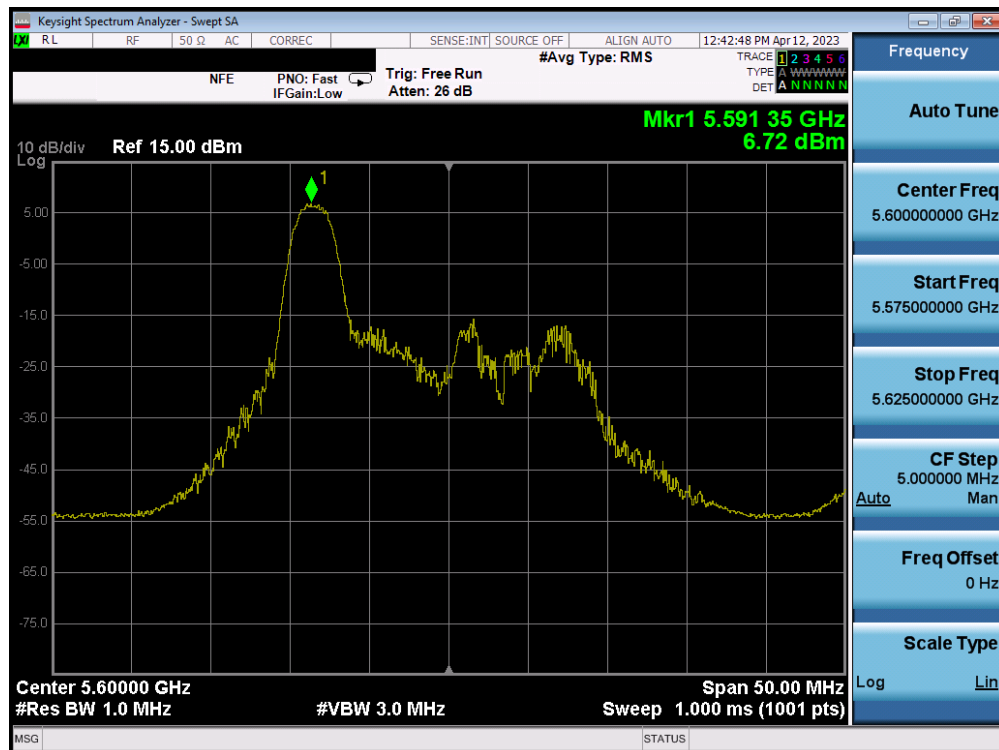 Keysight Spectrum Analyzer - Swept SA
LXI RL RF 50 Ω AC CORREC SENSE:INT SOURCE OFF ALIGN AUTO 12:42:48 PM Apr 12, 2023
#Avg Type: RMS
TRACE 1 2 3 4 5 6
TYPE A WWWWW
DET A N N N N N
NFE
PNO: Fast
IFGain:Low
Trig: Free Run
Atten: 26 dB
Mkr1 5.591 35 GHz
6.72 dBm
10 dB/div
Log
Ref 15.00 dBm
1
5.00
-5.00
-15.0
-25.0
-35.0
-45.0
-55.0
-65.0
-75.0
Center 5.60000 GHz
Span 50.00 MHz
#Res BW 1.0 MHz
#VBW 3.0 MHz
Sweep 1.000 ms (1001 pts)
MSG
STATUS
Frequency
Auto Tune
Center Freq
5.600000000 GHz
Start Freq
5.575000000 GHz
Stop Freq
5.625000000 GHz
CF Step
5.000000 MHz
Auto Man
Freq Offset
0 Hz
Scale Type
Log Lin